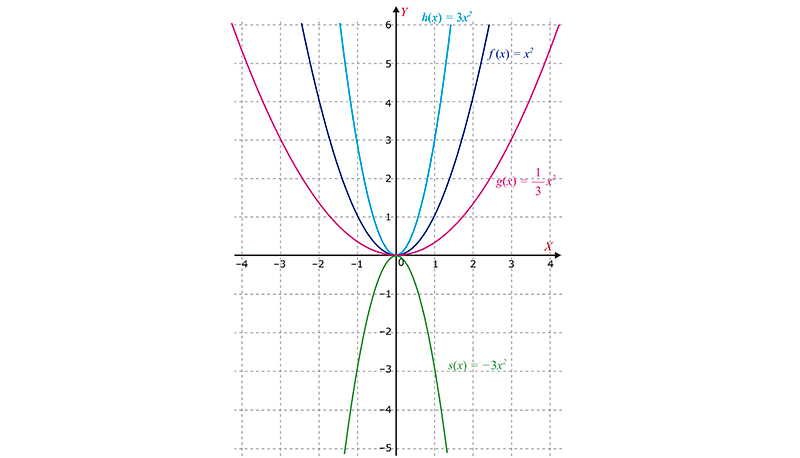 Y
h(x) = 3x²
6
f(x) = x²
5
4
3
2
g(x) = 1/3 x²
1
X
−4 −3 −2 −1 0 1 2 3 4
−1
−2
s(x) = −3x²
−3
−4
−5